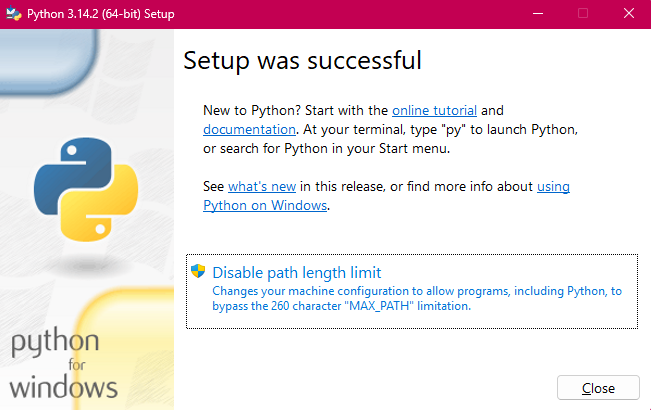 Python 3.14.2 (64-bit) Setup
Setup was successful
New to Python? Start with the online tutorial and
documentation. At your terminal, type "py" to launch Python,
or search for Python in your Start menu.
See what's new in this release, or find more info about using
Python on Windows.
Disable path length limit
Changes your machine configuration to allow programs, including Python, to
bypass the 260 character "MAX_PATH" limitation.
python
for
windows
Close